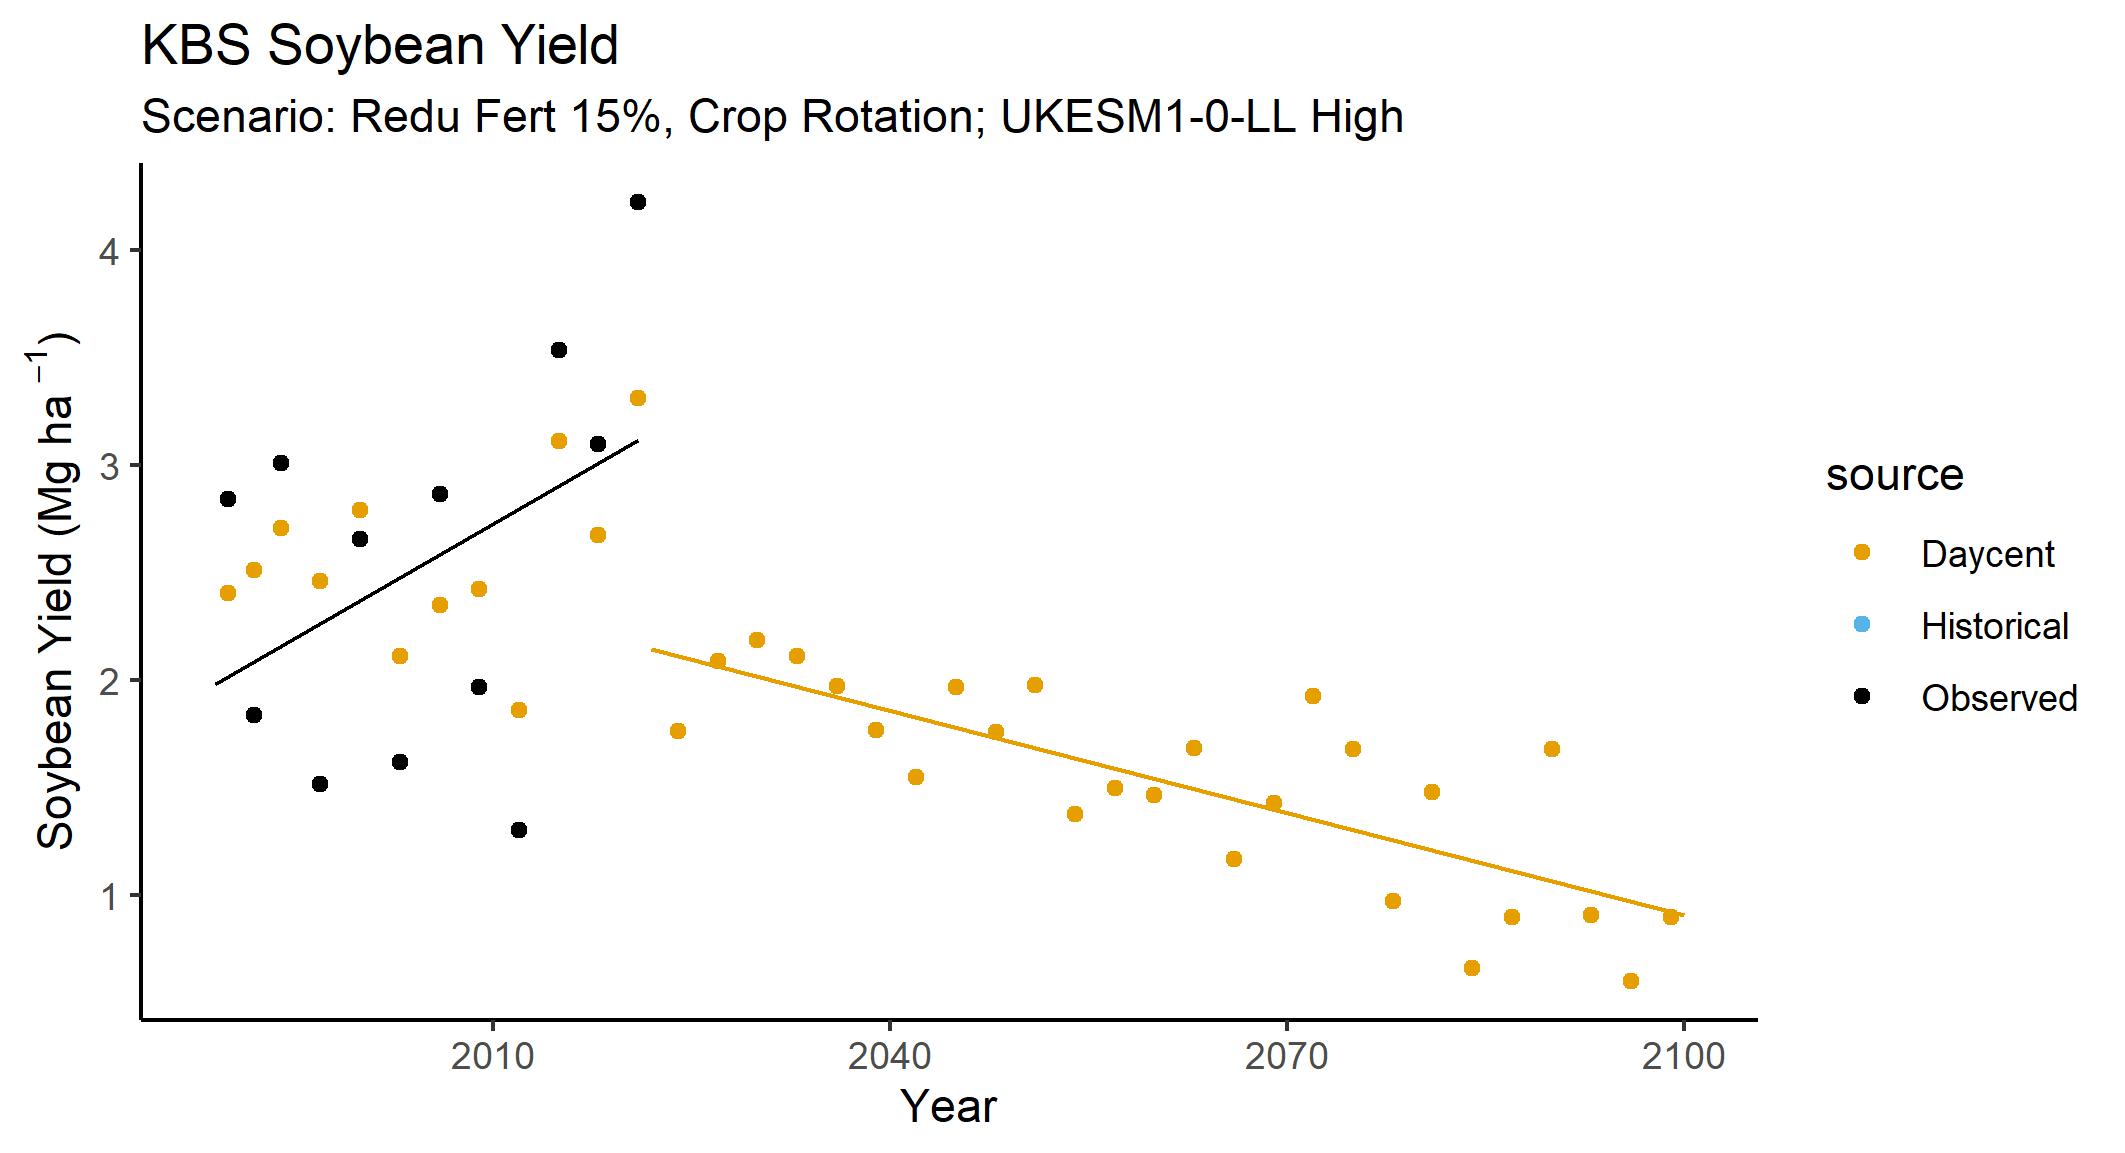 KBS Soybean Yield
Scenario: Redu Fert 15%, Crop Rotation; UKESM1-0-LL High
Soybean Yield (Mg ha −1)
4
3
2
1
2010
2040
2070
2100
Year
source
Daycent
Historical
Observed